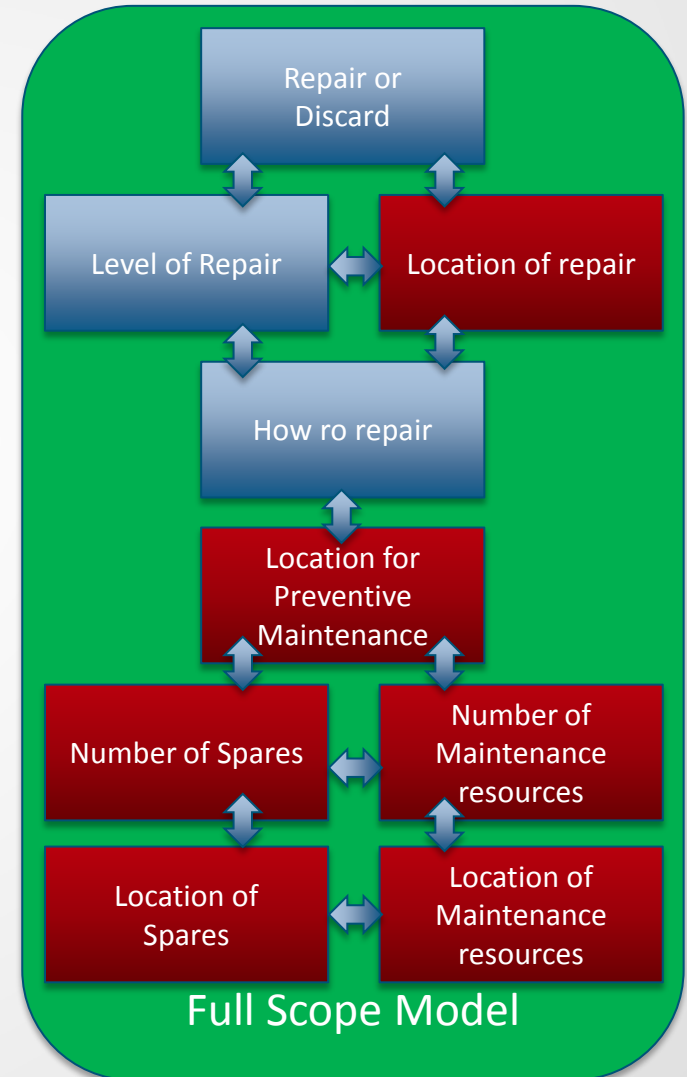 Repair or
Discard
Level of Repair
Location of repair
How ro repair
Location for
Preventive
Maintenance
Number of Spares
Number of
Maintenance
resources
Location of
Spares
Location of
Maintenance
resources
Full Scope Model